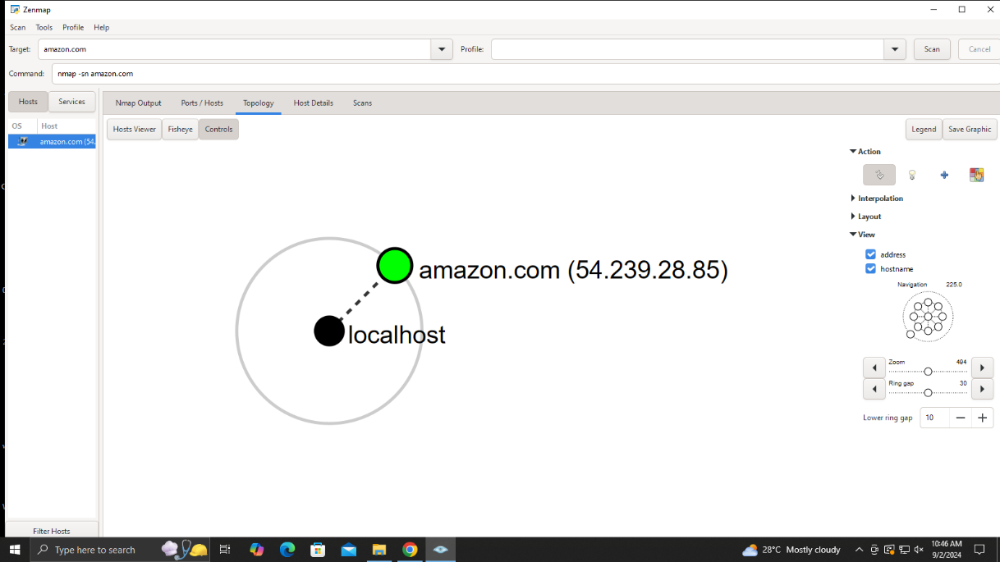 Zenmap
Scan Tools Profile Help
Target: amazon.com Profile: Scan Cancel
Command: nmap -sn amazon.com
Hosts Services Nmap Output Ports / Hosts Topology Host Details Scans
OS Host Hosts Viewer Fisheye Controls Legend Save Graphic
amazon.com (54.
Action
Interpolation
Layout
View
address
hostname
Navigation 225.0
amazon.com (54.239.28.85)
localhost
Zoom 494
Ring gap 30
Lower ring gap 10
Filter Hosts
Type here to search 28°C Mostly cloudy 10:46 AM
9/2/2024